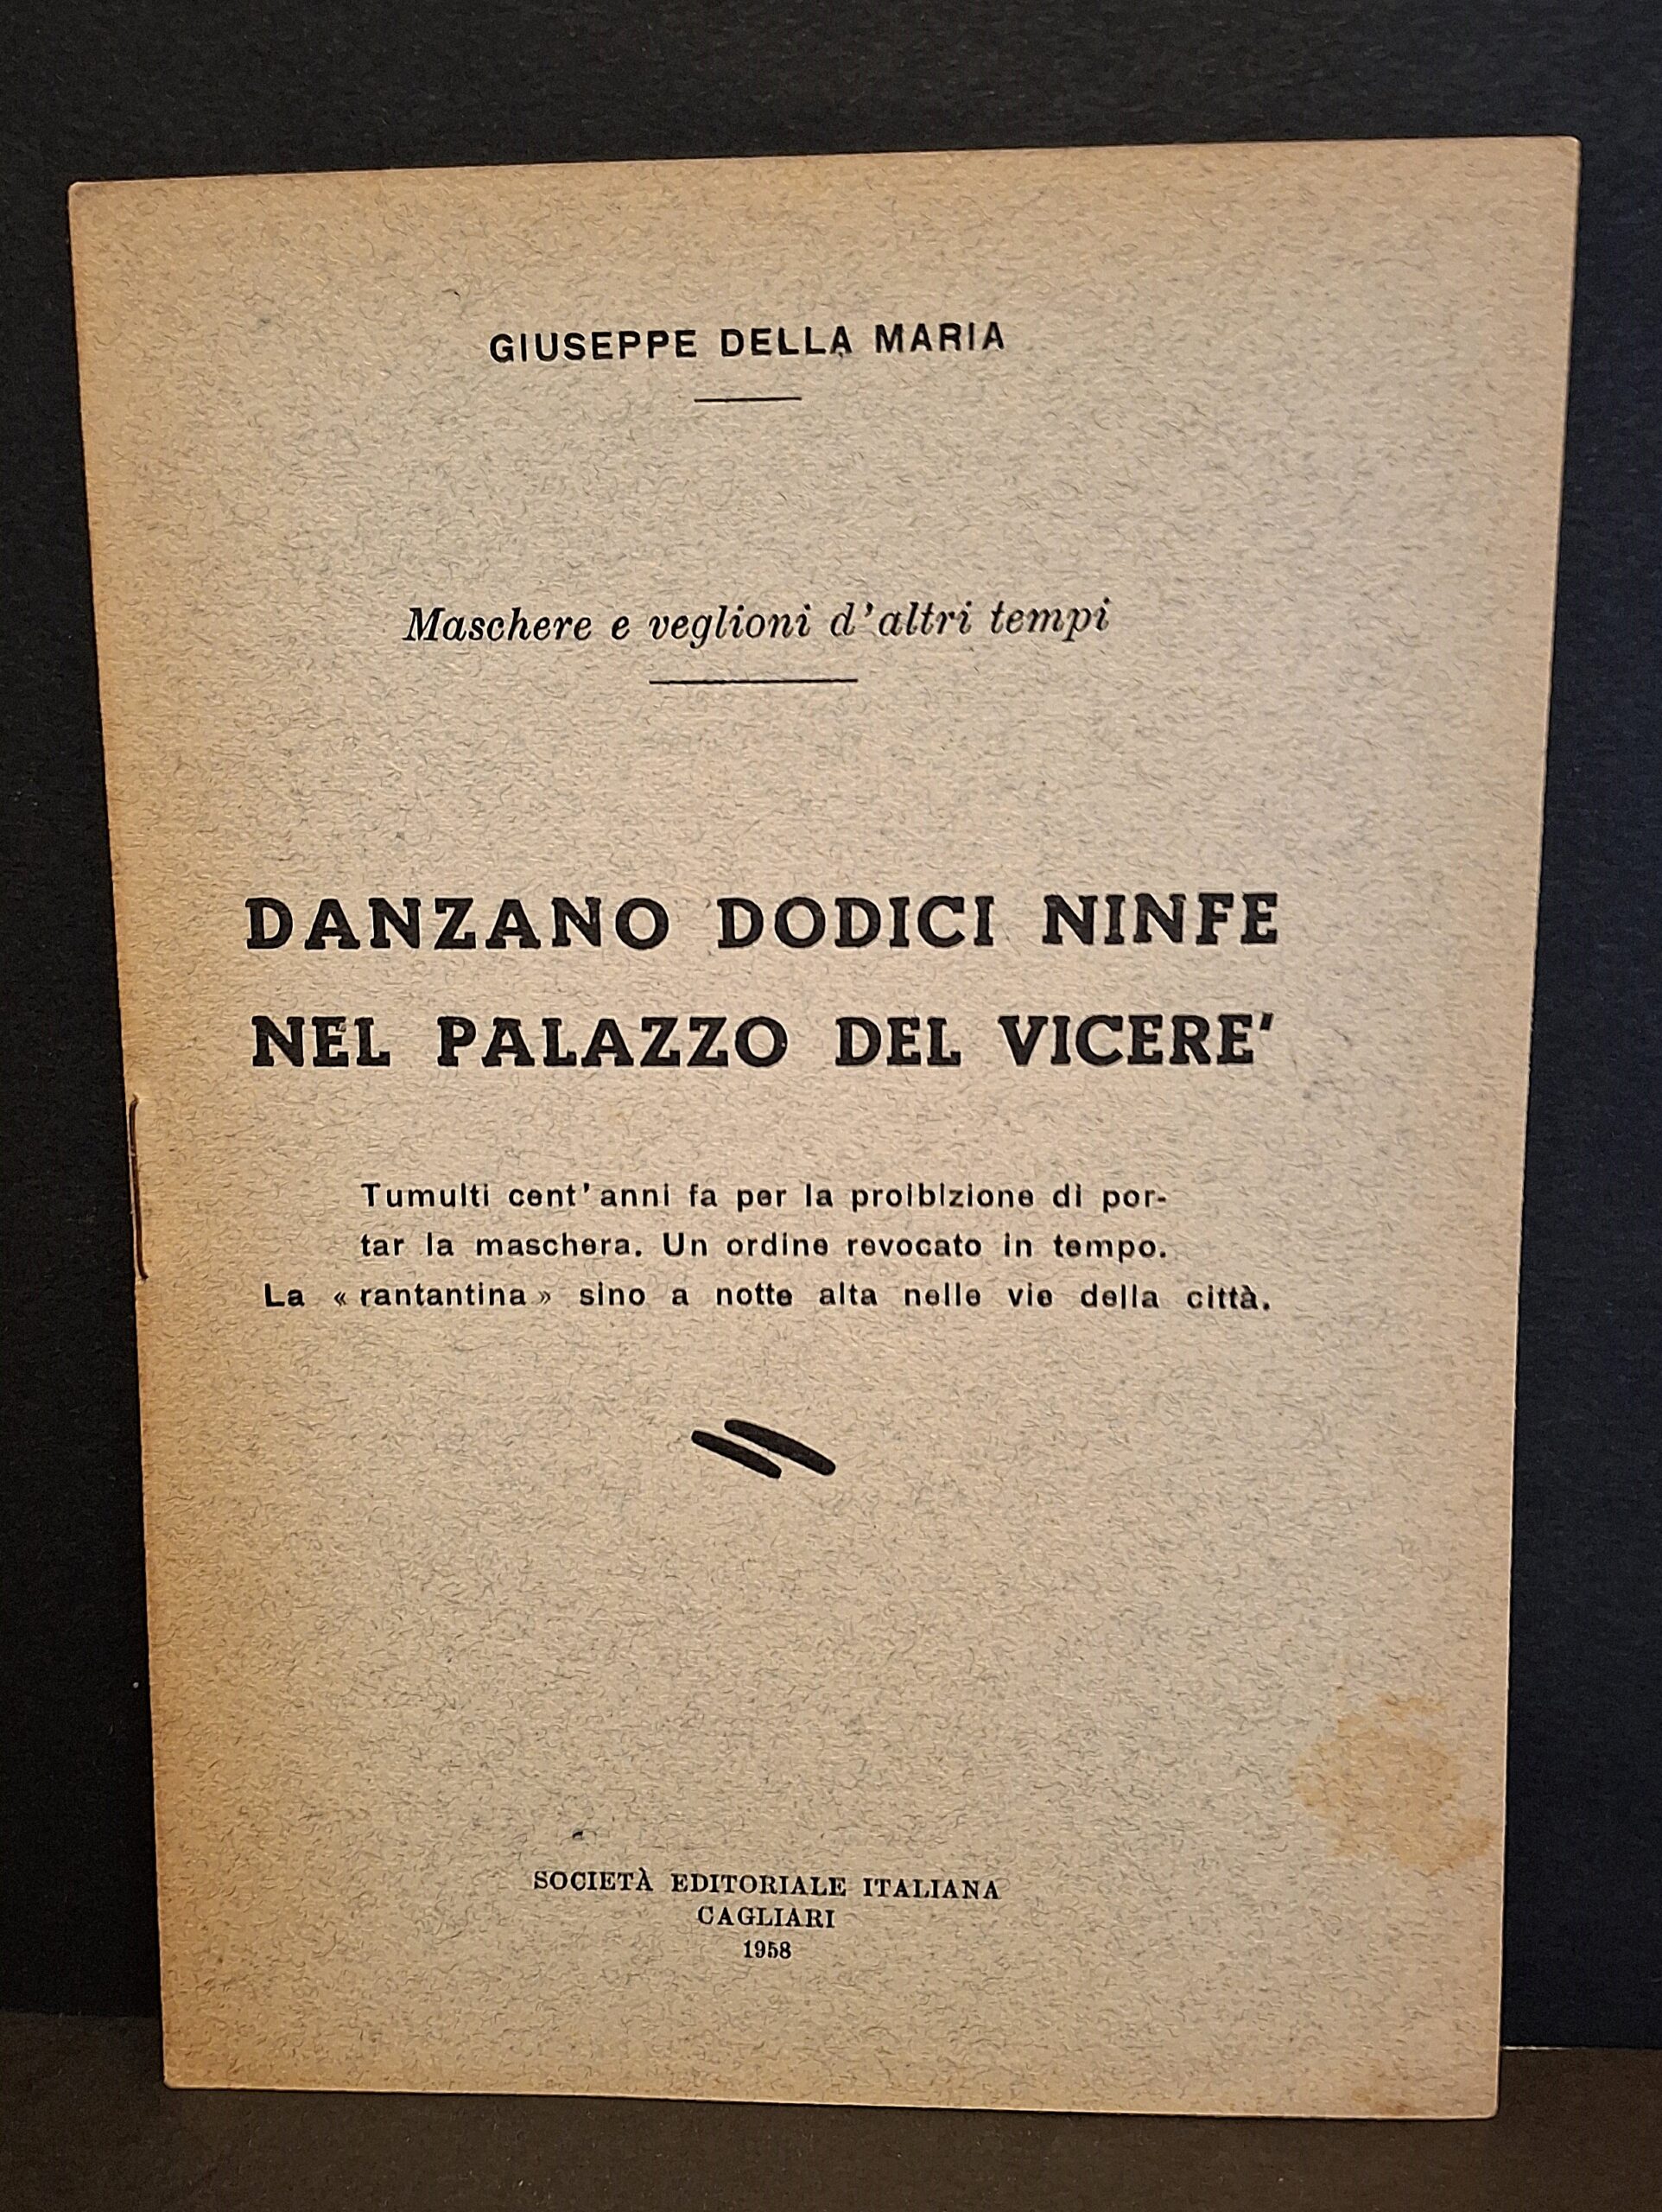 GIUSEPPE DELLA MARIA
Maschere e veglioni d'altri tempi
DANZANO DODICI NINFE
NEL PALAZZO DEL VICERE'
Tumulti cent'anni fa per la proibizione di por-
tar la maschera. Un ordine revocato in tempo.
La « rantantina » sino a notte alta nelle vie della città.
SOCIETÀ EDITORIALE ITALIANA
CAGLIARI
1958